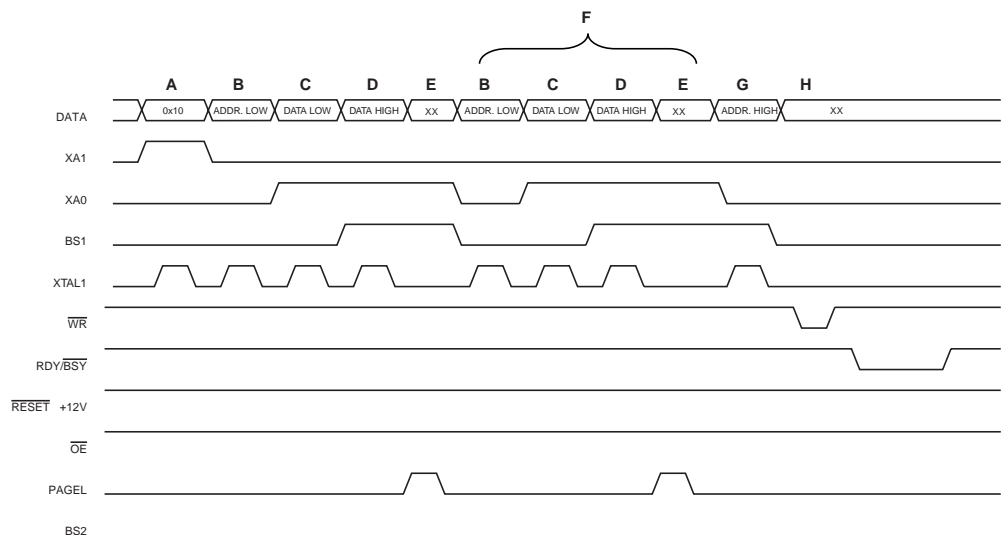 F
A B C D E B C D E G H
DATA 0x10 ADDR. LOW DATA LOW DATA HIGH XX ADDR. LOW DATA LOW DATA HIGH XX ADDR. HIGH XX
XA1
XA0
BS1
XTAL1
WR
RDY/BSY
RESET +12V
OE
PAGEL
BS2